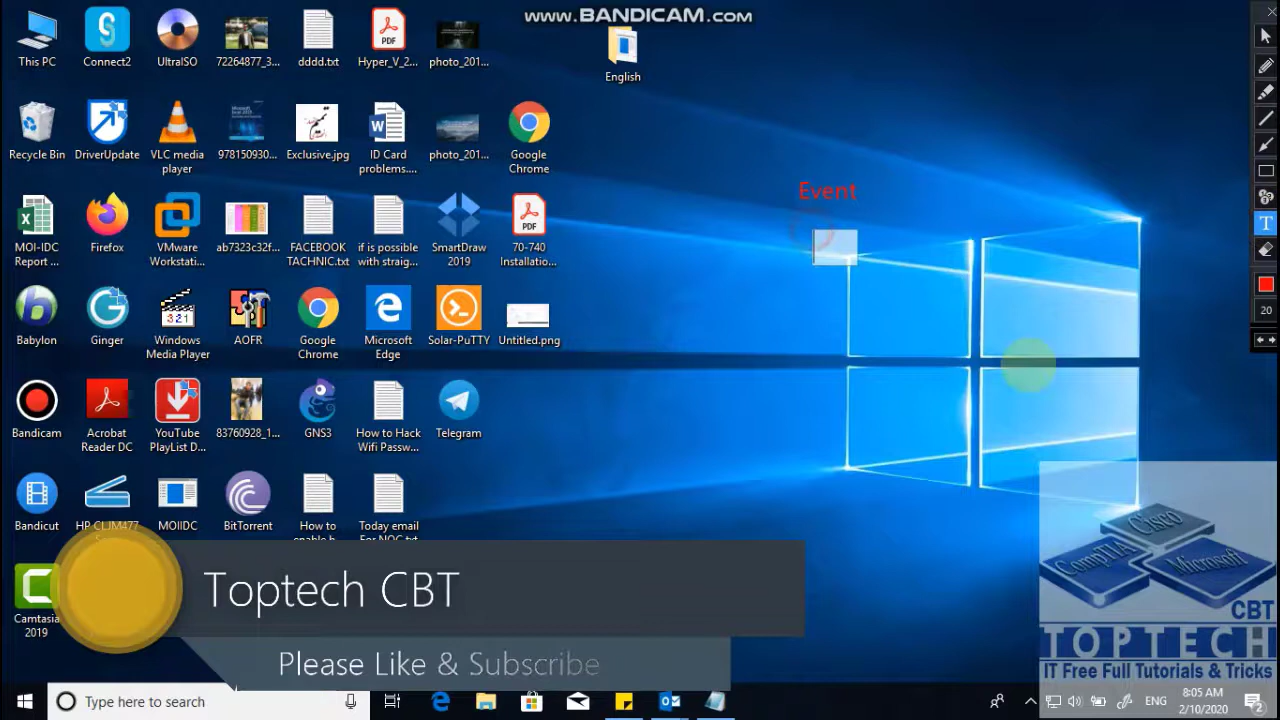 www.BANDICAM.com
This PC
Connect2
UltraISO
72264877_3...
dddd.txt
Hyper_V_2...
photo_201...
English
Recycle Bin
DriverUpdate
VLC media
player
978150930...
Exclusive.jpg
ID Card
problems....
photo_201...
Google
Chrome
Event
MOI-IDC
Report ...
Firefox
VMware
Workstati...
ab7323c32f...
FACEBOOK
TACHNIC.txt
if is possible
with straig...
SmartDraw
2019
PDF
70-740
Installatio...
Babylon
Ginger
Windows
Media Player
AOFR
Google
Chrome
Microsoft
Edge
Solar-PuTTY
Untitled.png
Bandicam
Acrobat
Reader DC
YouTube
PlayList D...
83760928_1...
GNS3
How to Hack
Wifi Passw...
Telegram
Bandicut
MOIIDC
BitTorrent
How to
Today email
Camtasia
2019
Toptech CBT
Please Like & Subscribe
CompTIA
Cisco
Microsoft
CBT
TOPTECH
IT Free Full Tutorials & Tricks
T
20
Type here to search
ENG
8:05 AM
2/10/2020
2